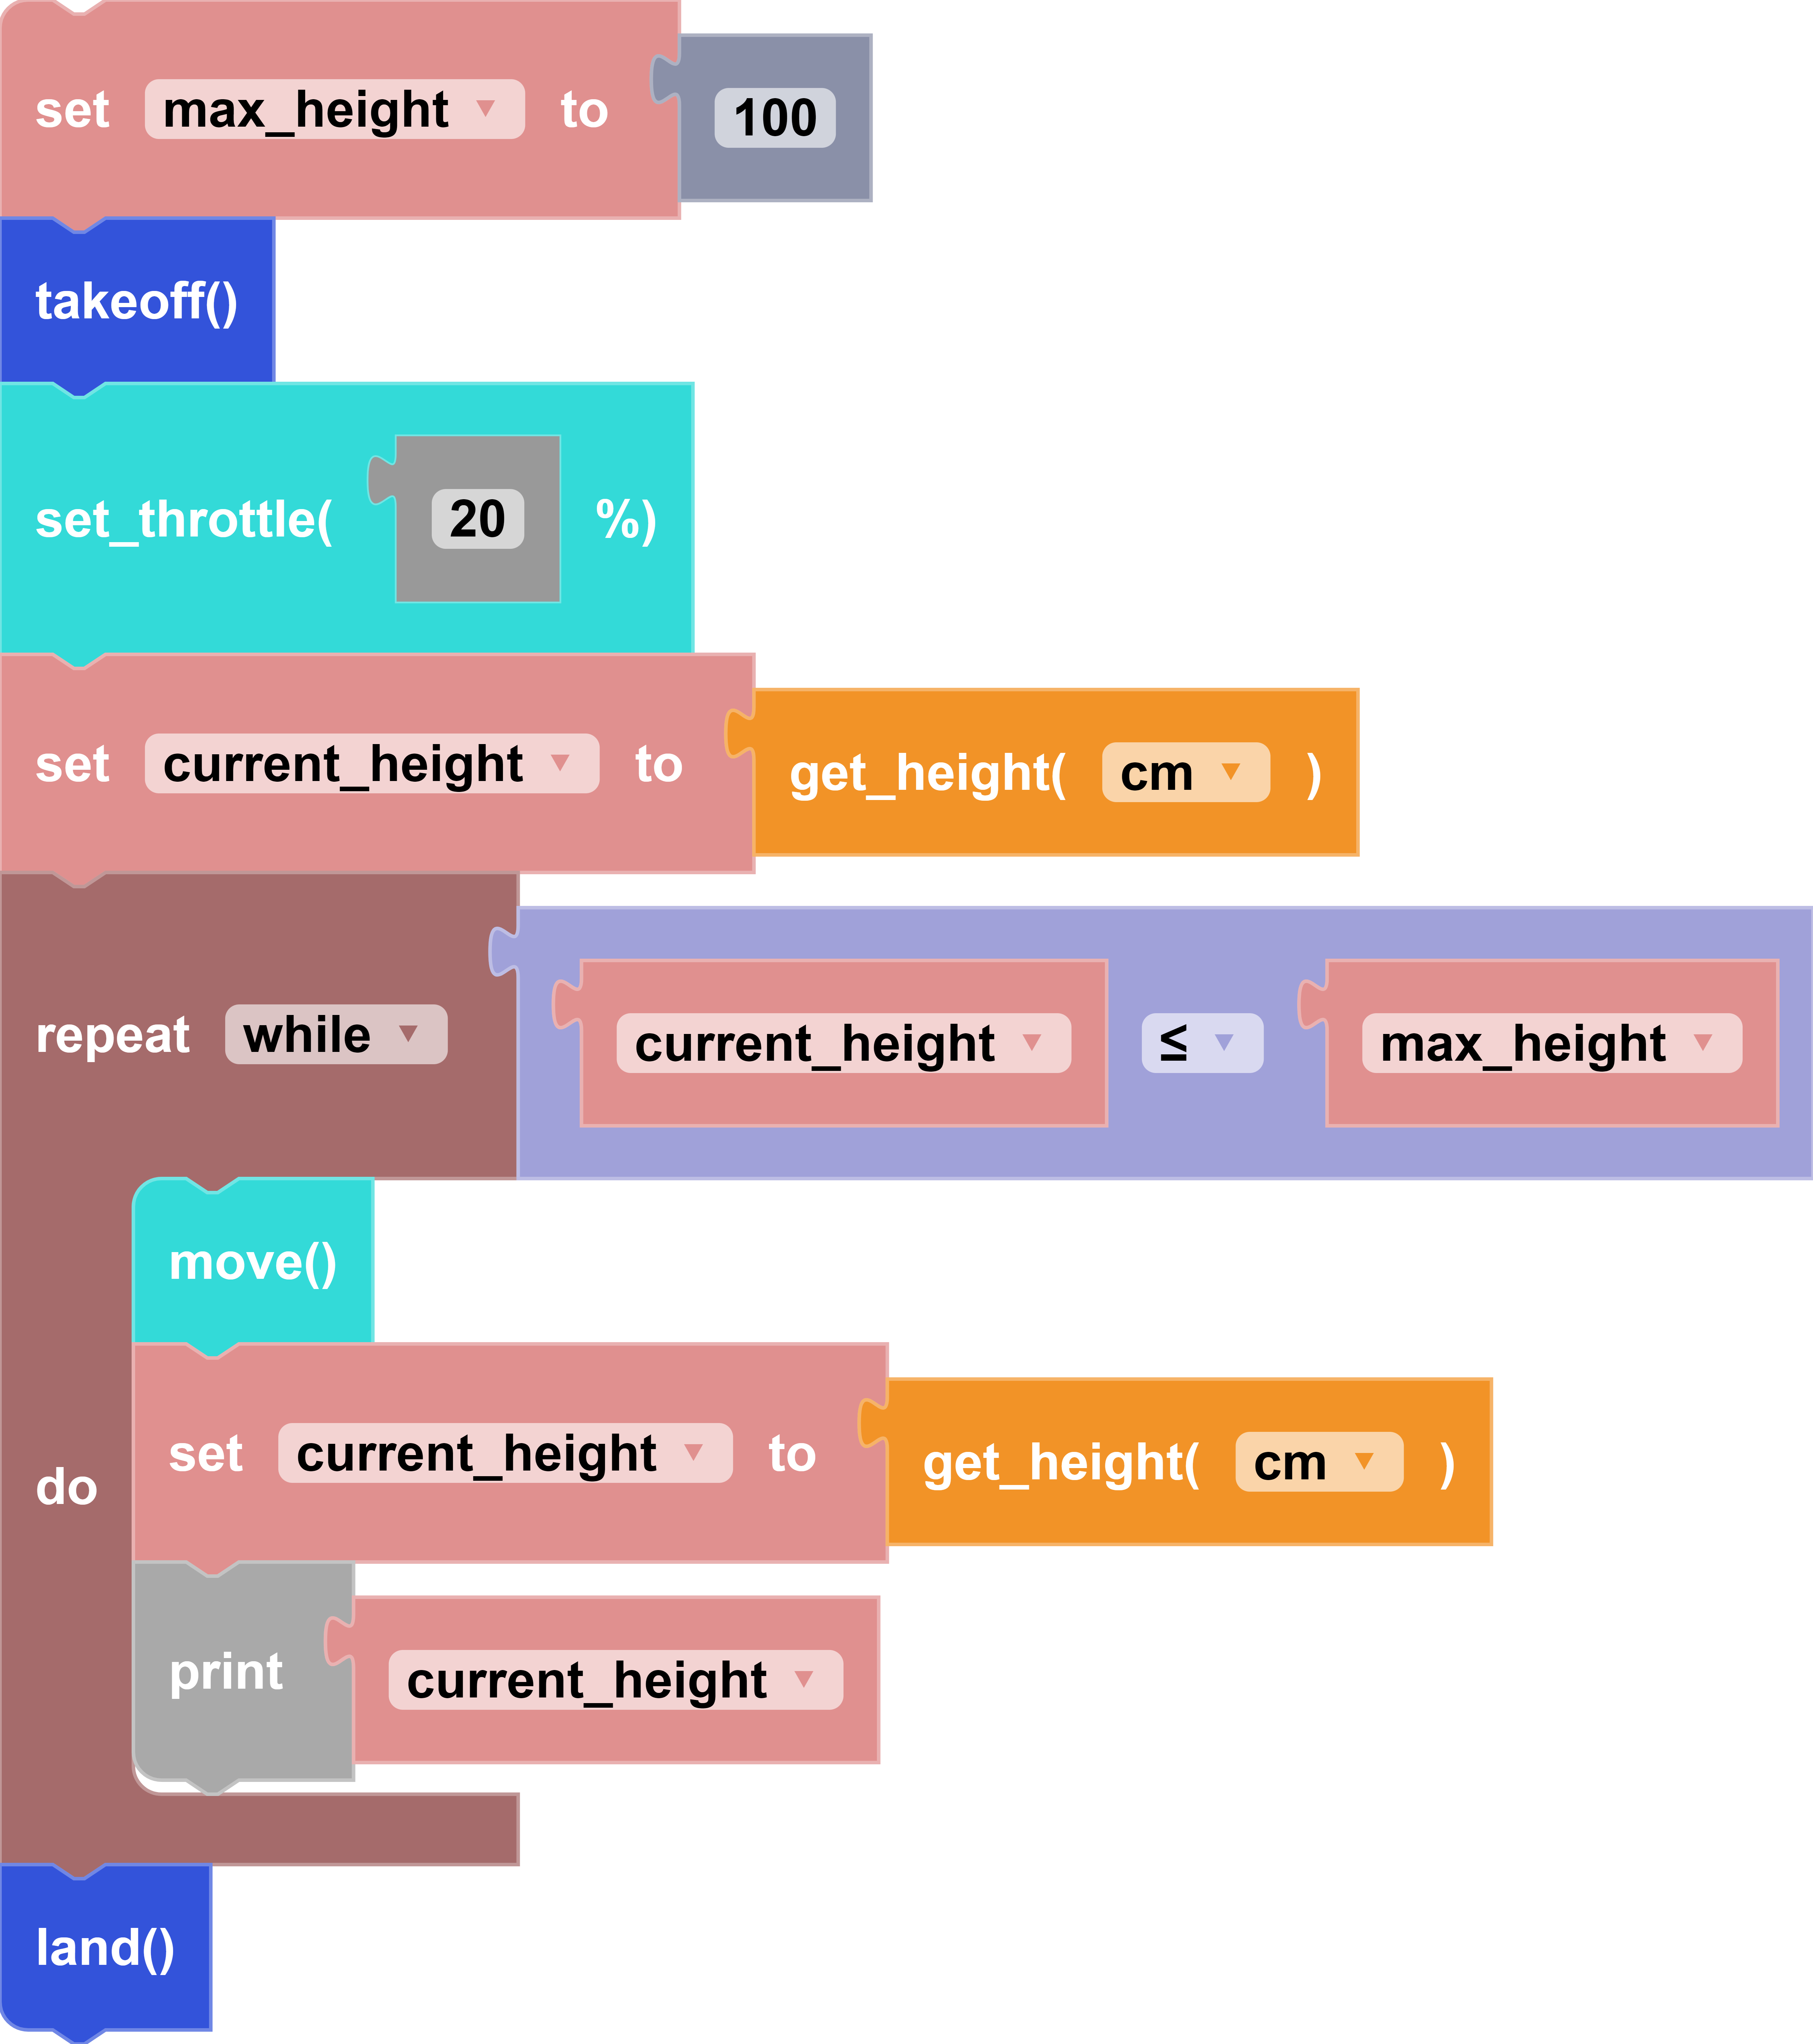 set max_height to 100
takeoff()
set_throttle( 20 %)
set current_height to get_height( cm )
repeat while current_height ≤ max_height
move()
do set current_height to get_height( cm )
print current_height
land()